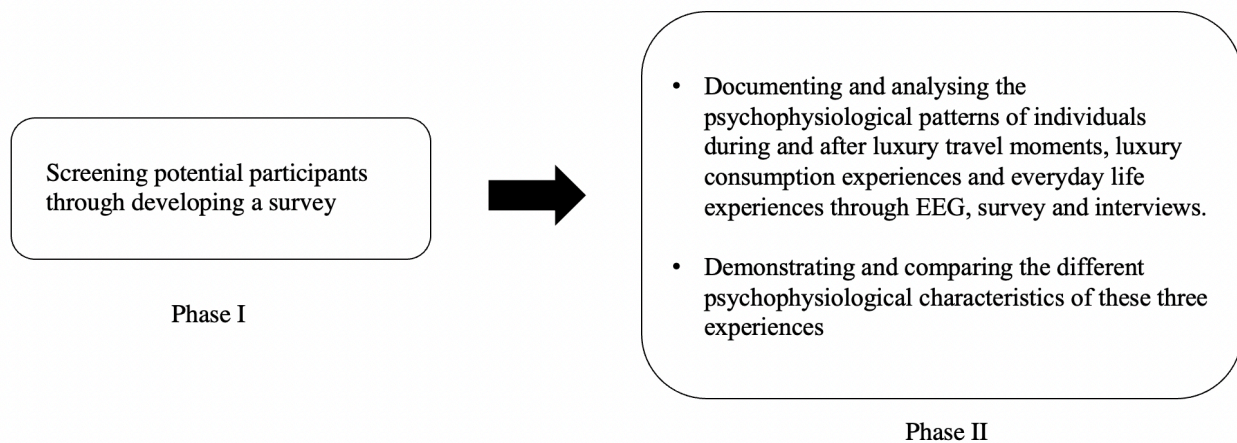 Screening potential participants
through developing a survey
Phase I
• Documenting and analysing the
psychophysiological patterns of individuals
during and after luxury travel moments, luxury
consumption experiences and everyday life
experiences through EEG, survey and interviews.
• Demonstrating and comparing the different
psychophysiological characteristics of these three
experiences
Phase II